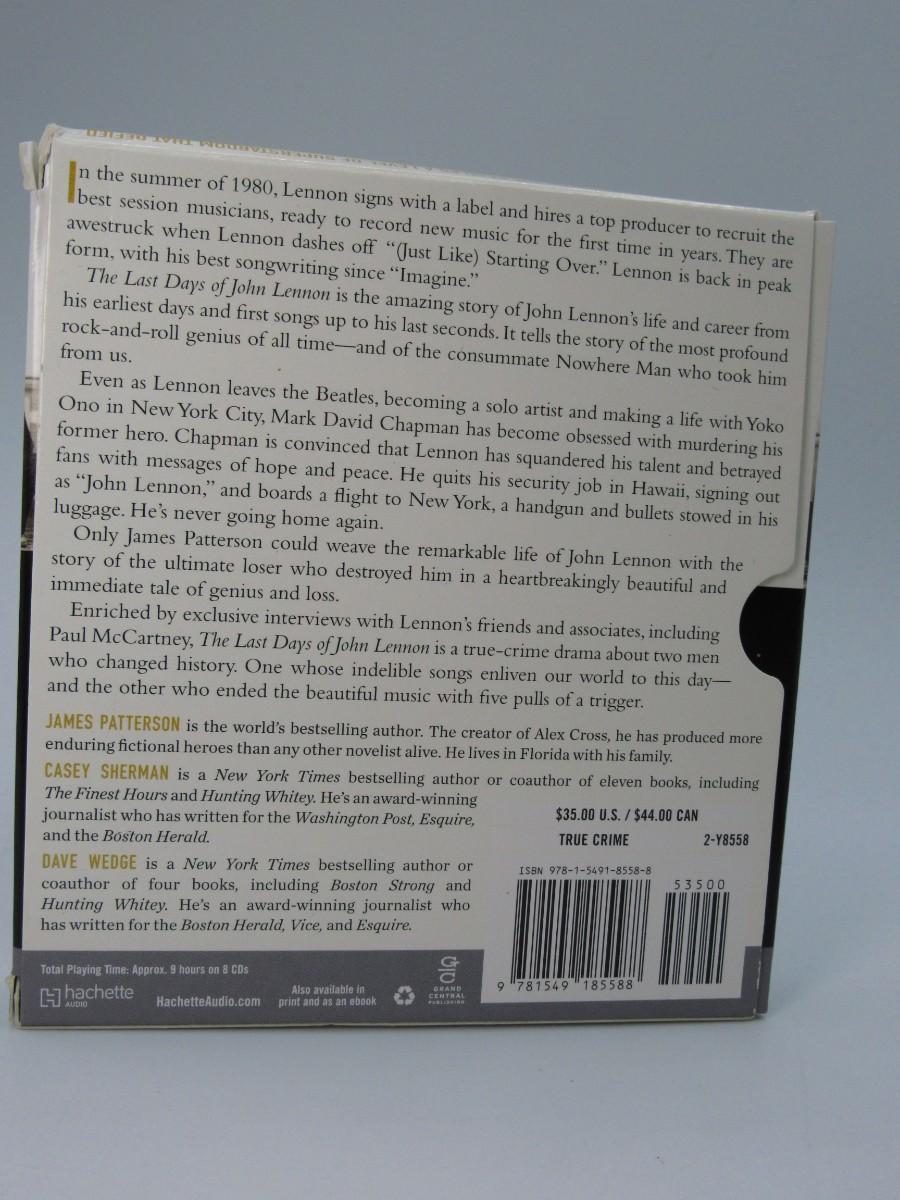 LEVEL OF SUPERSTARDOM THAT DEFIED
In the summer of 1980, Lennon signs with a label and hires a top producer to recruit the
best session musicians, ready to record new music for the first time in years. They are
awestruck when Lennon dashes off “(Just Like) Starting Over.” Lennon is back in peak
form, with his best songwriting since “Imagine.”
The Last Days of John Lennon is the amazing story of John Lennon’s life and career from
his earliest days and first songs up to his last seconds. It tells the story of the most profound
rock-and-roll genius of all time—and of the consummate Nowhere Man who took him
from us.
Even as Lennon leaves the Beatles, becoming a solo artist and making a life with Yoko
Ono in New York City, Mark David Chapman has become obsessed with murdering his
former hero. Chapman is convinced that Lennon has squandered his talent and betrayed
fans with messages of hope and peace. He quits his security job in Hawaii, signing out
as “John Lennon,” and boards a flight to New York, a handgun and bullets stowed in his
luggage. He’s never going home again.
Only James Patterson could weave the remarkable life of John Lennon with the
story of the ultimate loser who destroyed him in a heartbreakingly beautiful and
immediate tale of genius and loss.
Enriched by exclusive interviews with Lennon’s friends and associates, including
Paul McCartney, The Last Days of John Lennon is a true-crime drama about two men
who changed history. One whose indelible songs enliven our world to this day—
and the other who ended the beautiful music with five pulls of a trigger.
JAMES PATTERSON is the world’s bestselling author. The creator of Alex Cross, he has produced more
enduring fictional heroes than any other novelist alive. He lives in Florida with his family.
CASEY SHERMAN is a New York Times bestselling author or coauthor of eleven books, including
The Finest Hours and Hunting Whitey. He’s an award-winning
journalist who has written for the Washington Post, Esquire,
and the Boston Herald.
DAVE WEDGE is a New York Times bestselling author or
coauthor of four books, including Boston Strong and
Hunting Whitey. He’s an award-winning journalist who
has written for the Boston Herald, Vice, and Esquire.
$35.00 U.S. / $44.00 CAN
TRUE CRIME 2-Y8558
ISBN 978-1-5491-8558-8
53500
9 781549 185588
Total Playing Time: Approx. 9 hours on 8 CDs
hachette
AUDIO
HachetteAudio.com
Also available in
print and as an ebook
GRAND
CENTRAL
PUBLISHING